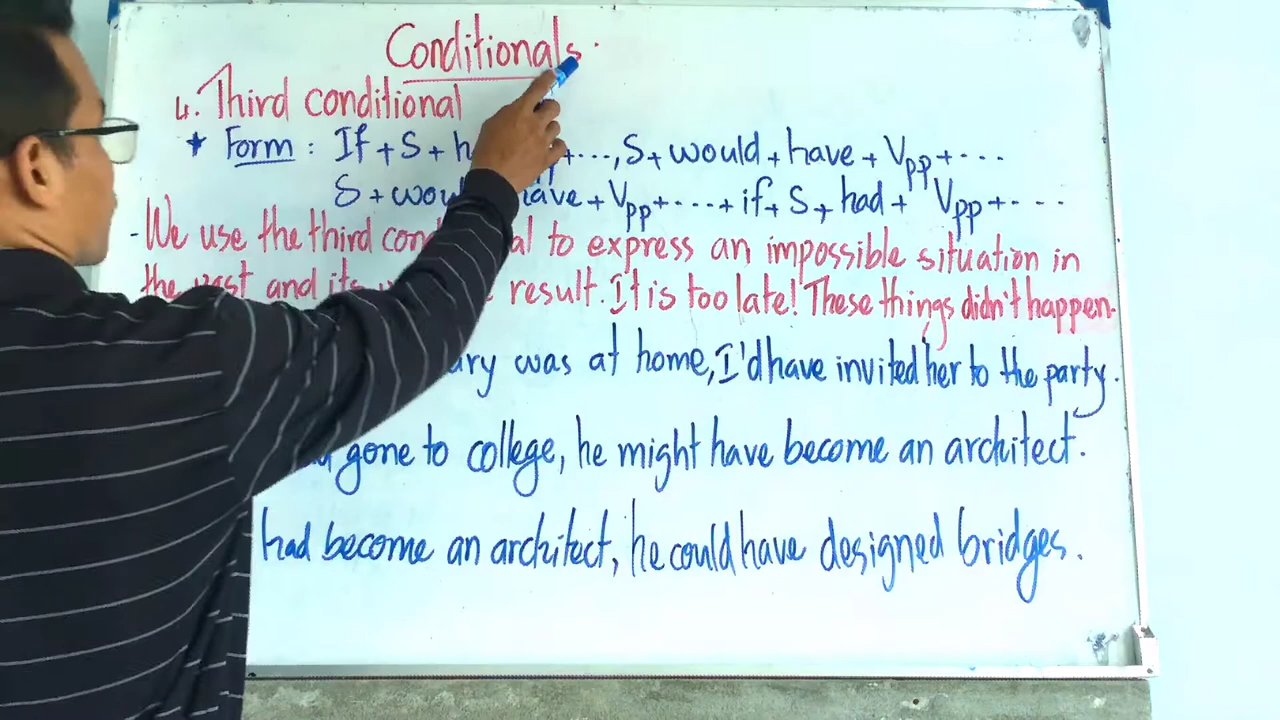 Conditionals.
4. Third conditional
* Form : If + S + +..., S + would + have + Vpp + ...
S + have + Vpp + .... + if + S + had + Vpp + ...
- We use the third to express an impossible situation in
the past and its result. It is too late! These things didn't happen.
was at home, I'd have invited her to the party.
gone to college, he might have become an architect.
had become an architect, he could have designed bridges.